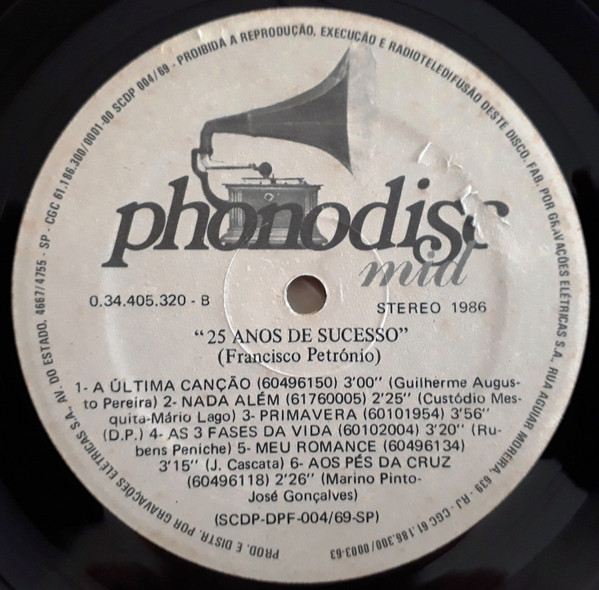 PROD. E DISTR. POR GRAVAÇÕES ELÉTRICAS S.A. AV. DO ESTADO, 4667/4755 - SP - CGC 61.186.300/0001-00 SCDP 004/69 - PROIBIDA A REPRODUÇÃO, EXECUÇÃO E RADIOTELEDIFUSÃO DESTE DISCO. FAB. POR GRAVAÇÕES ELÉTRICAS S.A., RUA AGUIAR MOREIRA, 639 - RJ - CGC 61.186.300/0003-63
phonodisc
mid
0.34.405.320 - B
STEREO 1986
"25 ANOS DE SUCESSO"
(Francisco Petrónio)
1- A ÚLTIMA CANÇÃO (60496150) 3'00" (Guilherme Augus-
to Pereira) 2- NADA ALÉM (61760005) 2'25" (Custódio Mes-
quita-Mário Lago) 3- PRIMAVERA (60101954) 3'56"
(D.P.) 4- AS 3 FASES DA VIDA (60102004) 3'20" (Ru-
bens Peniche) 5- MEU ROMANCE (60496134)
3'15" (J. Cascata) 6- AOS PÉS DA CRUZ
(60496118) 2'26" (Marino Pinto-
José Gonçalves)
(SCDP-DPF-004/69-SP)